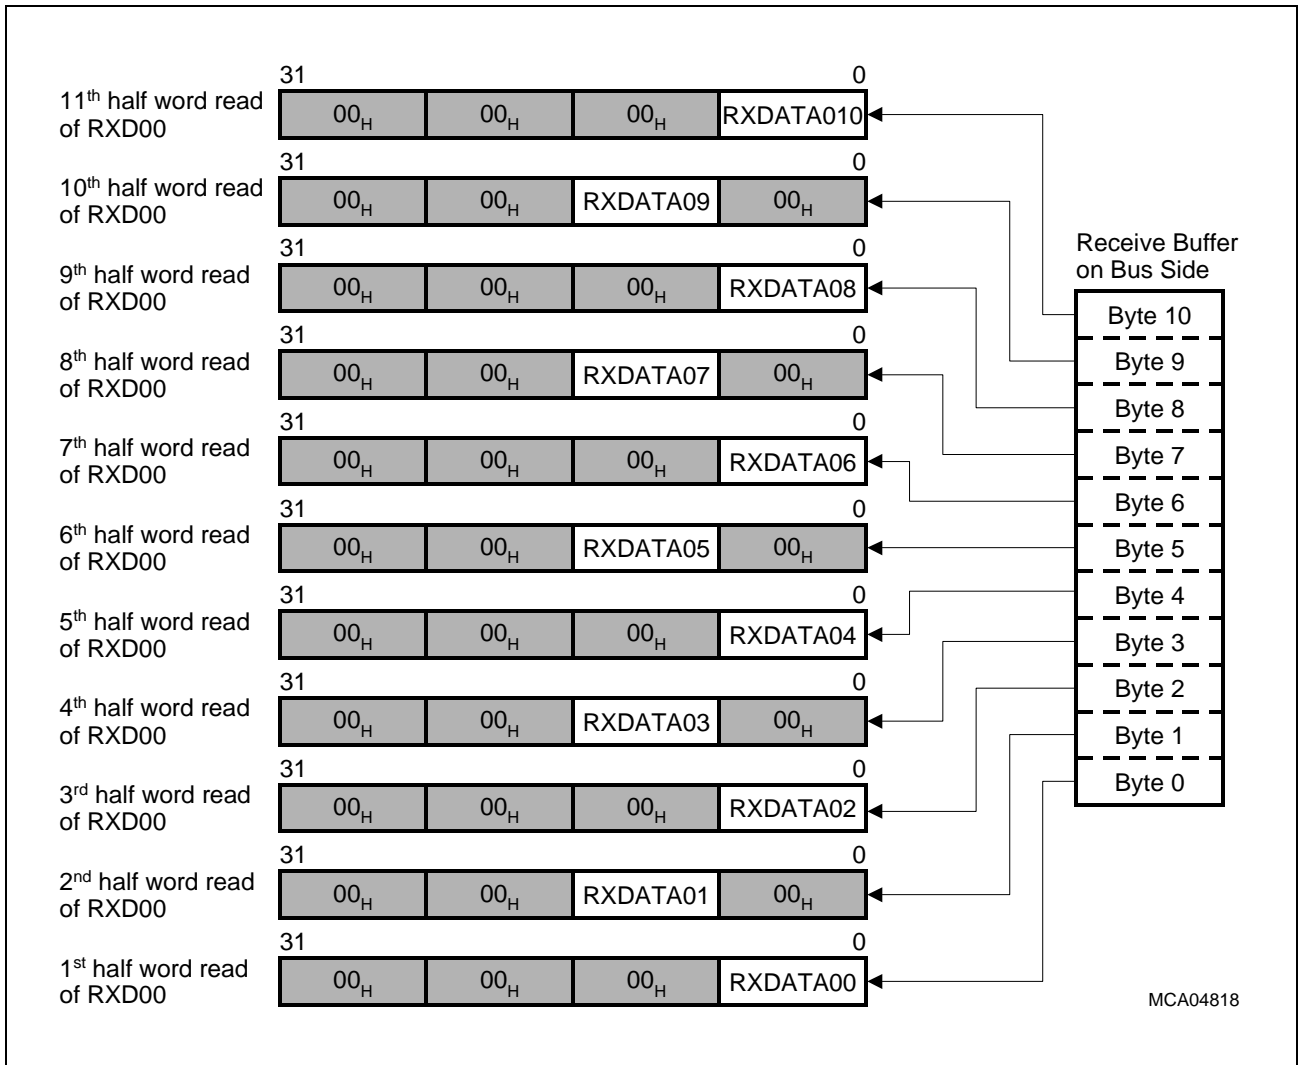 31 0
11th half word read
of RXD00
00H 00H 00H RXDATA010
31 0
10th half word read
of RXD00
00H 00H RXDATA09 00H
31 0
9th half word read
of RXD00
00H 00H 00H RXDATA08
31 0
8th half word read
of RXD00
00H 00H RXDATA07 00H
31 0
7th half word read
of RXD00
00H 00H 00H RXDATA06
31 0
6th half word read
of RXD00
00H 00H RXDATA05 00H
31 0
5th half word read
of RXD00
00H 00H 00H RXDATA04
31 0
4th half word read
of RXD00
00H 00H RXDATA03 00H
31 0
3rd half word read
of RXD00
00H 00H 00H RXDATA02
31 0
2nd half word read
of RXD00
00H 00H RXDATA01 00H
31 0
1st half word read
of RXD00
00H 00H 00H RXDATA00
Receive Buffer
on Bus Side
Byte 10
Byte 9
Byte 8
Byte 7
Byte 6
Byte 5
Byte 4
Byte 3
Byte 2
Byte 1
Byte 0
MCA04818